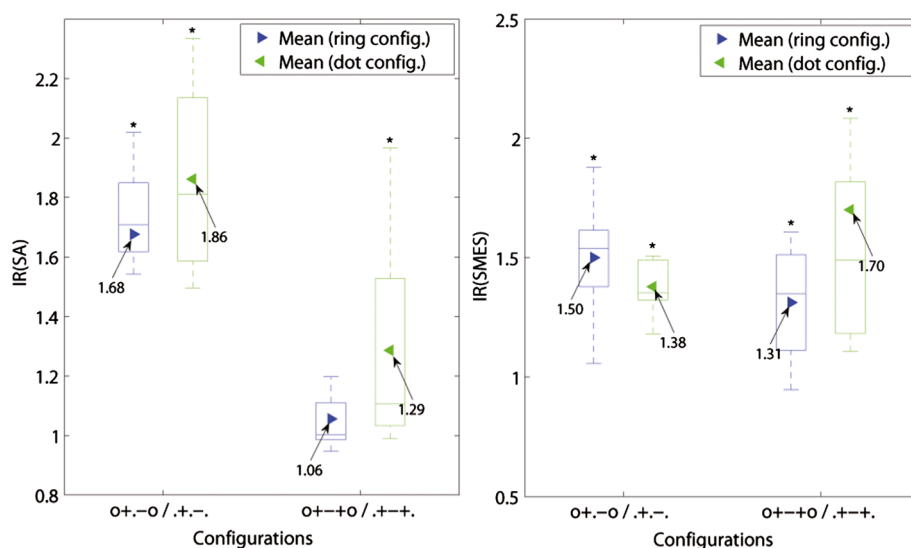 Mean (ring config.)
Mean (dot config.)
IR(SA)
2.2
2
1.8
1.6
1.4
1.2
1
0.8
*
*
*
1.68
1.86
1.06
1.29
o+.−o / .+.−.
o+−+o / .+−+.
Configurations
Mean (ring config.)
Mean (dot config.)
IR(SMES)
2.5
2
1.5
1
0.5
*
*
*
*
1.50
1.38
1.31
1.70
o+.−o / .+.−.
o+−+o / .+−+.
Configurations